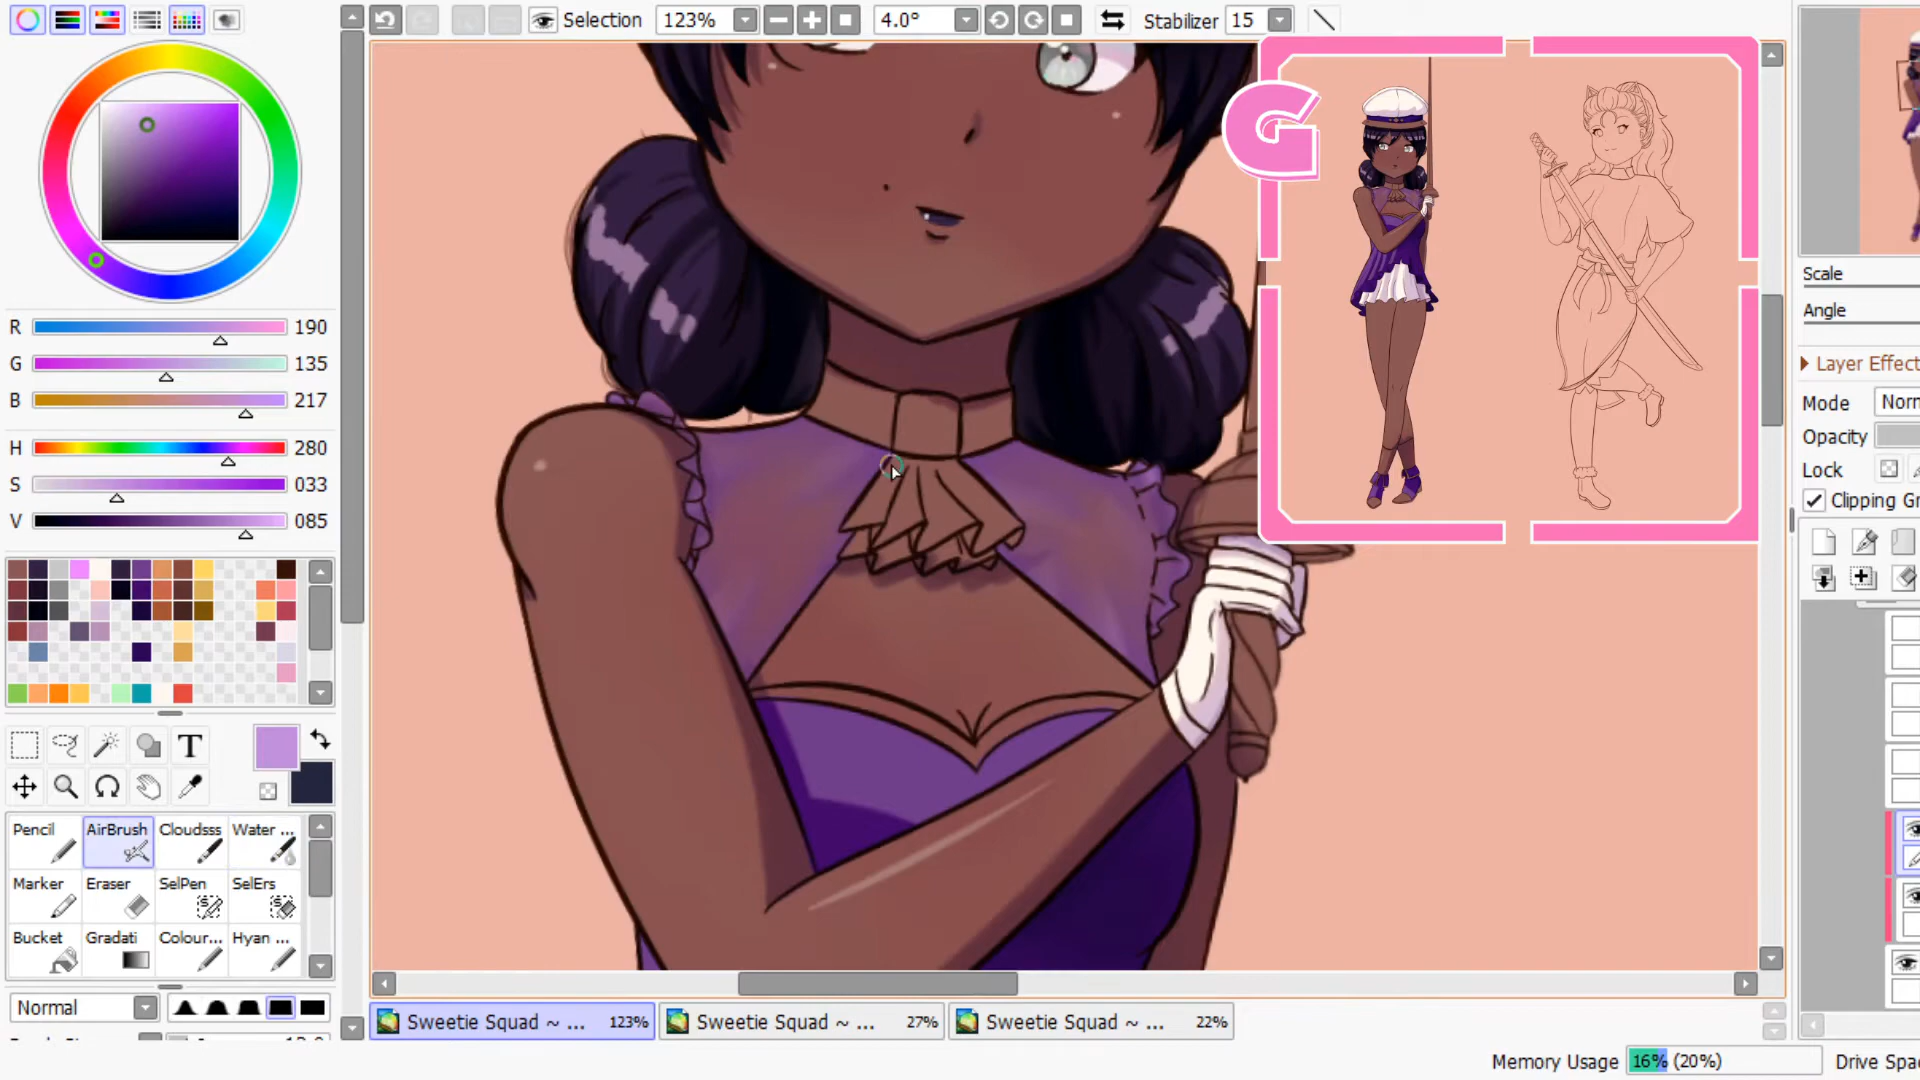 Selection 123% 4.0° Stabilizer 15
G
R 190
G 135
B 217
H 280
S 033
V 085
Scale
Angle
Layer Effect
Mode Norm
Opacity
Lock
Clipping Gr
T
Pencil AirBrush Cloudsss Water ...
Marker Eraser SelPen SelErs
Bucket Gradati Colour... Hyan ...
Normal
Sweetie Squad ~ ... 123% Sweetie Squad ~ ... 27% Sweetie Squad ~ ... 22%
Memory Usage 16% (20%) Drive Spac